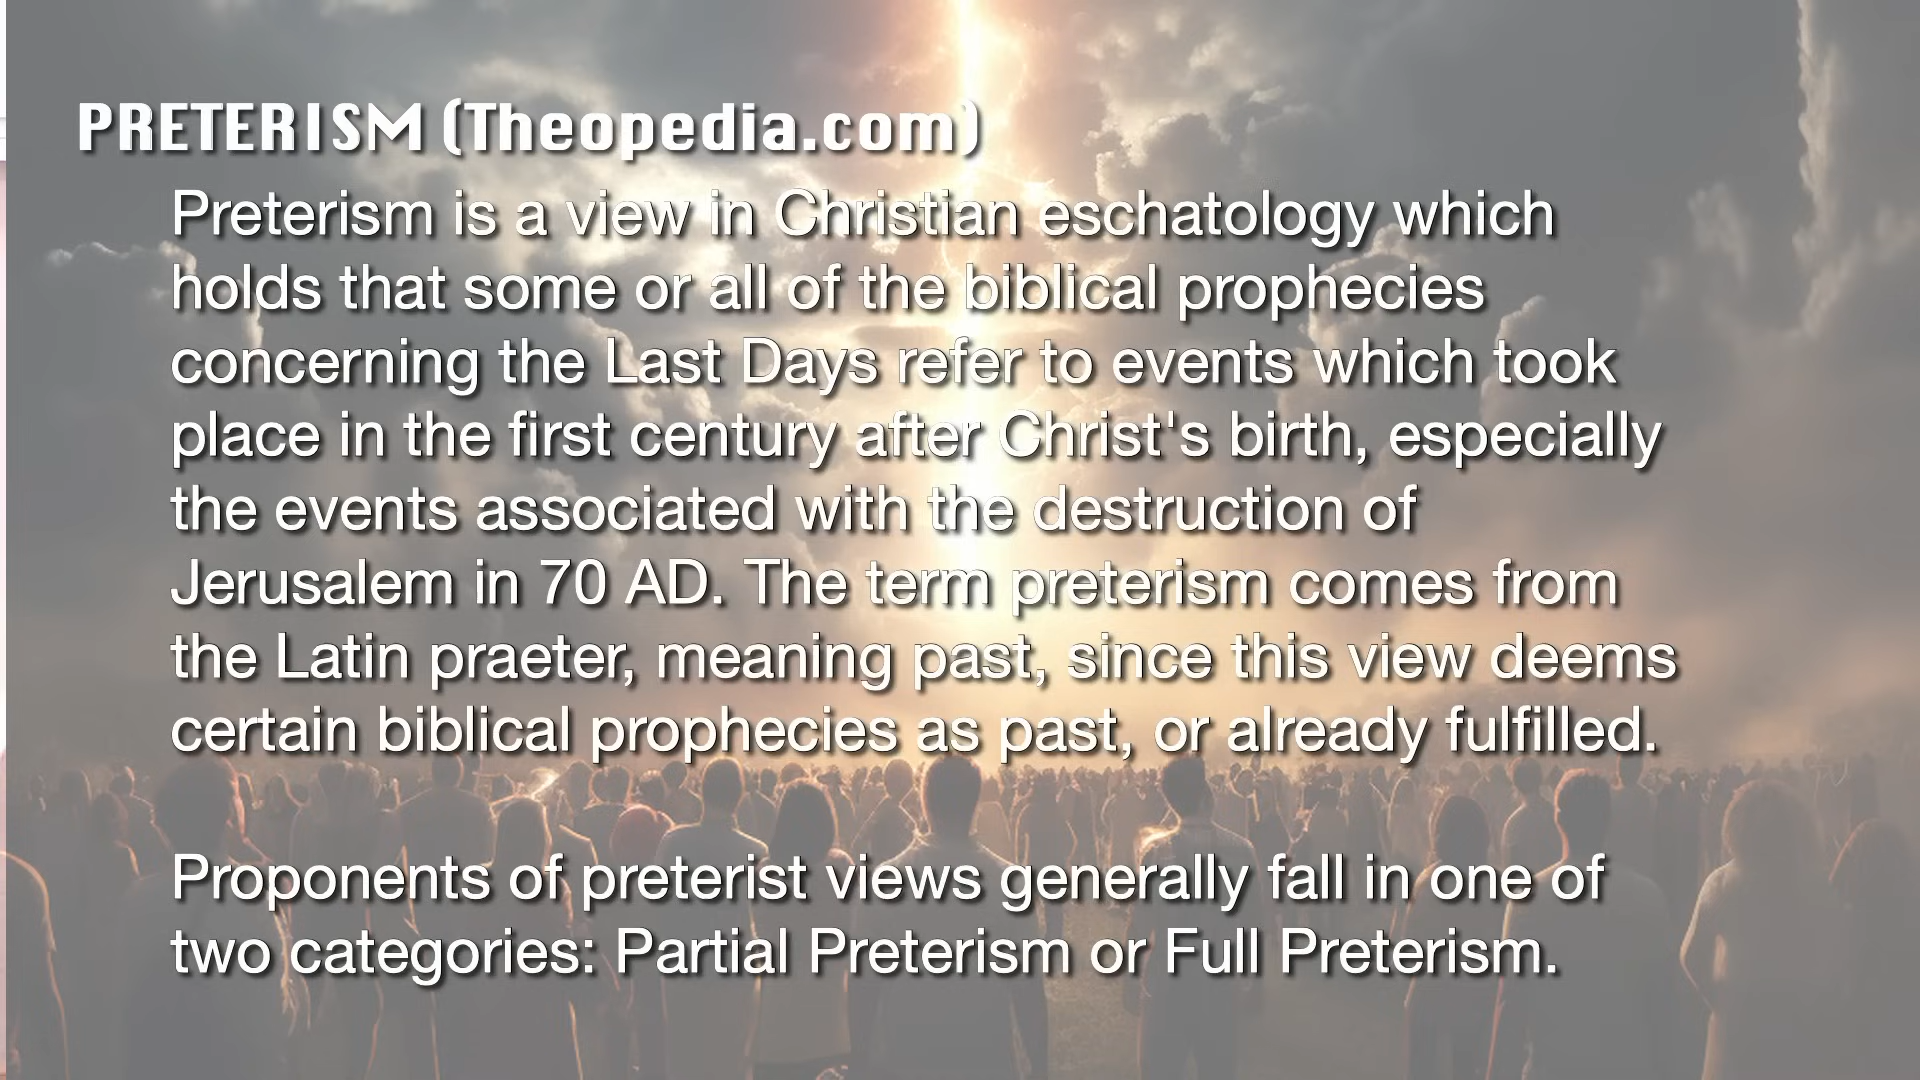 PRETERISM (Theopedia.com)
Preterism is a view in Christian eschatology which
holds that some or all of the biblical prophecies
concerning the Last Days refer to events which took
place in the first century after Christ's birth, especially
the events associated with the destruction of
Jerusalem in 70 AD. The term preterism comes from
the Latin praeter, meaning past, since this view deems
certain biblical prophecies as past, or already fulfilled.
Proponents of preterist views generally fall in one of
two categories: Partial Preterism or Full Preterism.